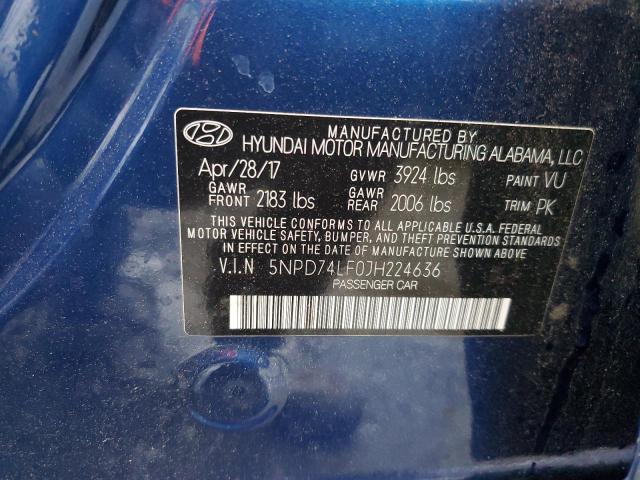 MANUFACTURED BY
HYUNDAI MOTOR MANUFACTURING ALABAMA, LLC
Apr/28/17 GVWR 3924 lbs PAINT VU
GAWR FRONT 2183 lbs GAWR REAR 2006 lbs TRIM PK
THIS VEHICLE CONFORMS TO ALL APPLICABLE U.S.A. FEDERAL
MOTOR VEHICLE SAFETY, BUMPER, AND THEFT PREVENTION STANDARDS
IN EFFECT ON THE DATE OF MANUFACTURE SHOWN ABOVE
V.I.N 5NPD74LF0JH224636
PASSENGER CAR